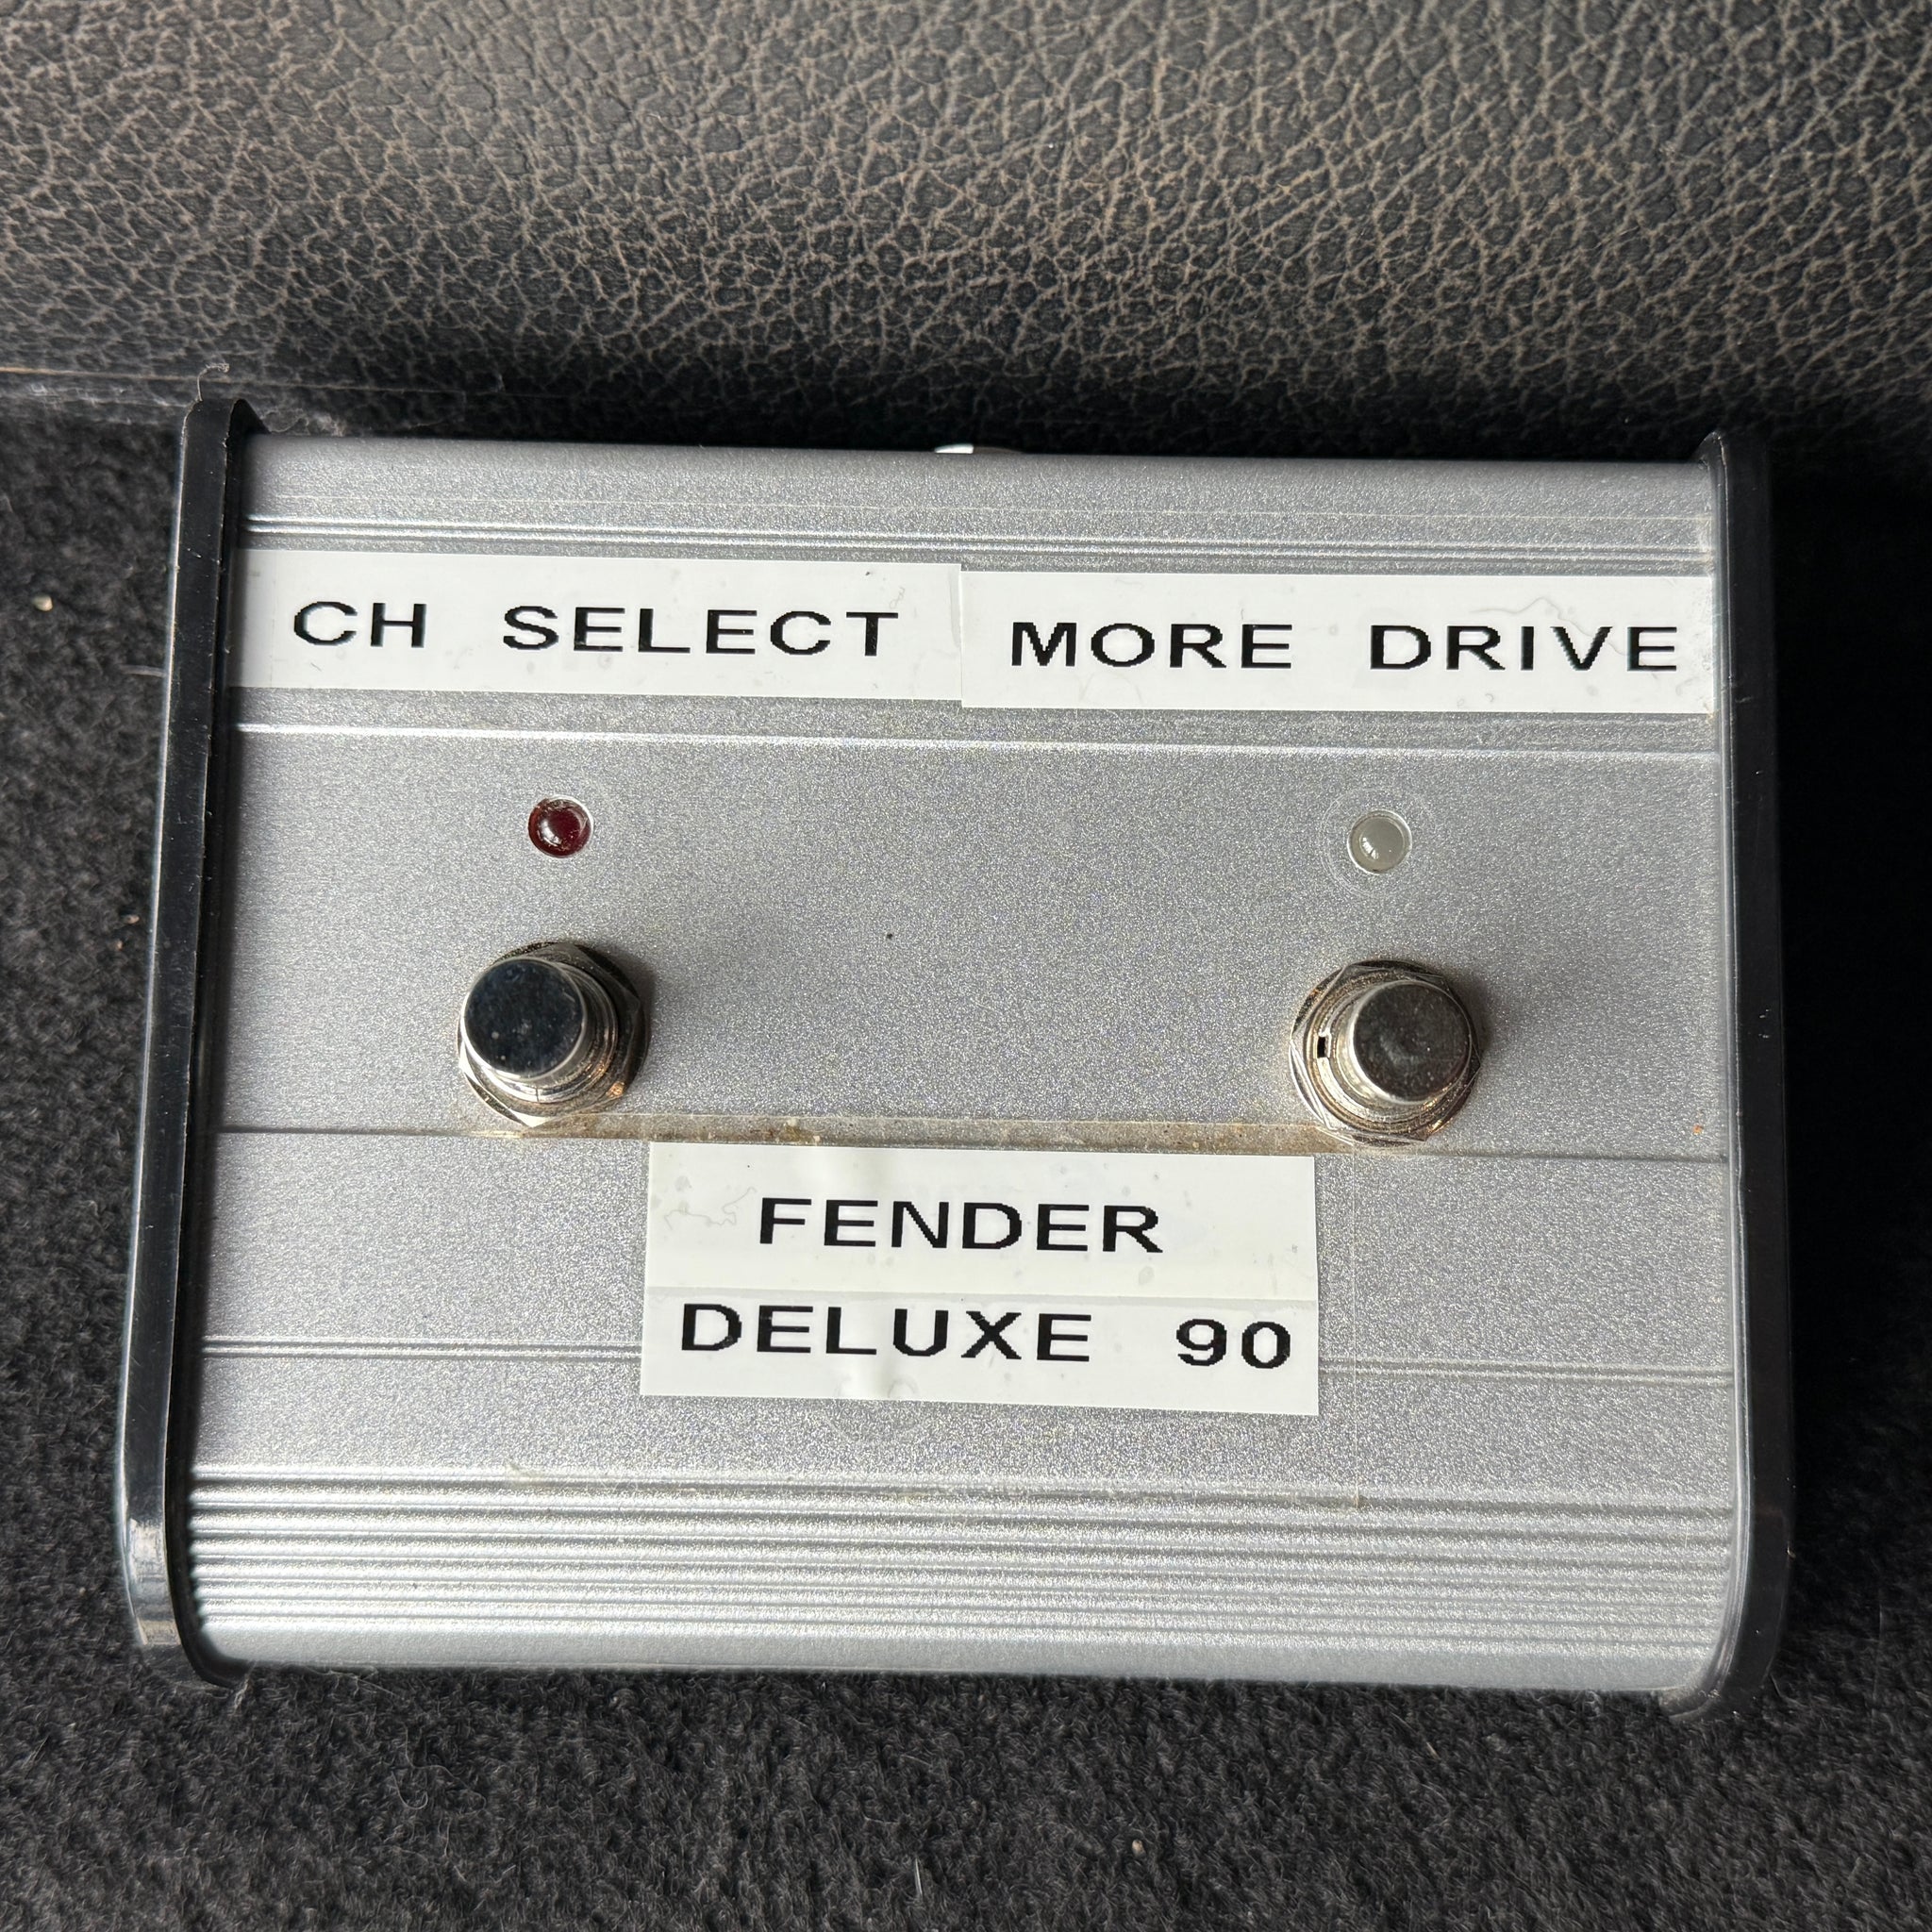 CH SELECT MORE DRIVE
FENDER
DELUXE 90